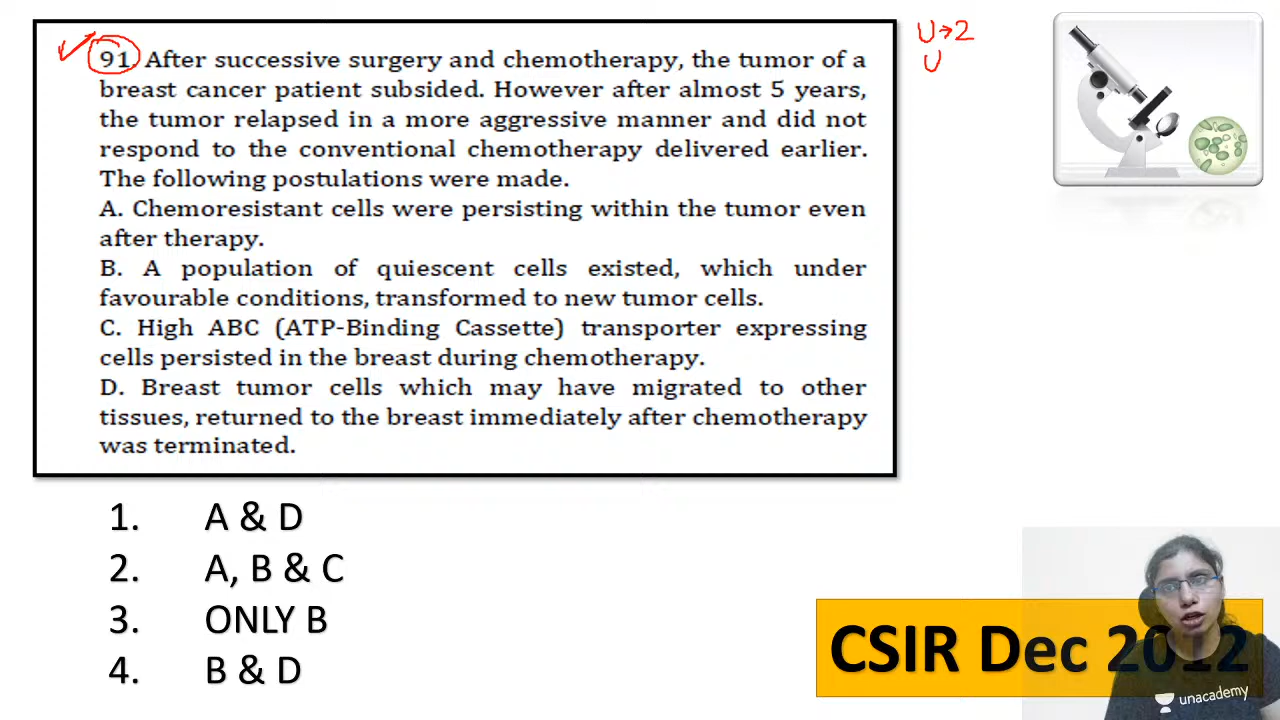 91. After successive surgery and chemotherapy, the tumor of a
breast cancer patient subsided. However after almost 5 years,
the tumor relapsed in a more aggressive manner and did not
respond to the conventional chemotherapy delivered earlier.
The following postulations were made.
A. Chemoresistant cells were persisting within the tumor even
after therapy.
B. A population of quiescent cells existed, which under
favourable conditions, transformed to new tumor cells.
C. High ABC (ATP-Binding Cassette) transporter expressing
cells persisted in the breast during chemotherapy.
D. Breast tumor cells which may have migrated to other
tissues, returned to the breast immediately after chemotherapy
was terminated.
U→2
U
1. A & D
2. A, B & C
3. ONLY B
4. B & D
CSIR Dec 2012
unacademy